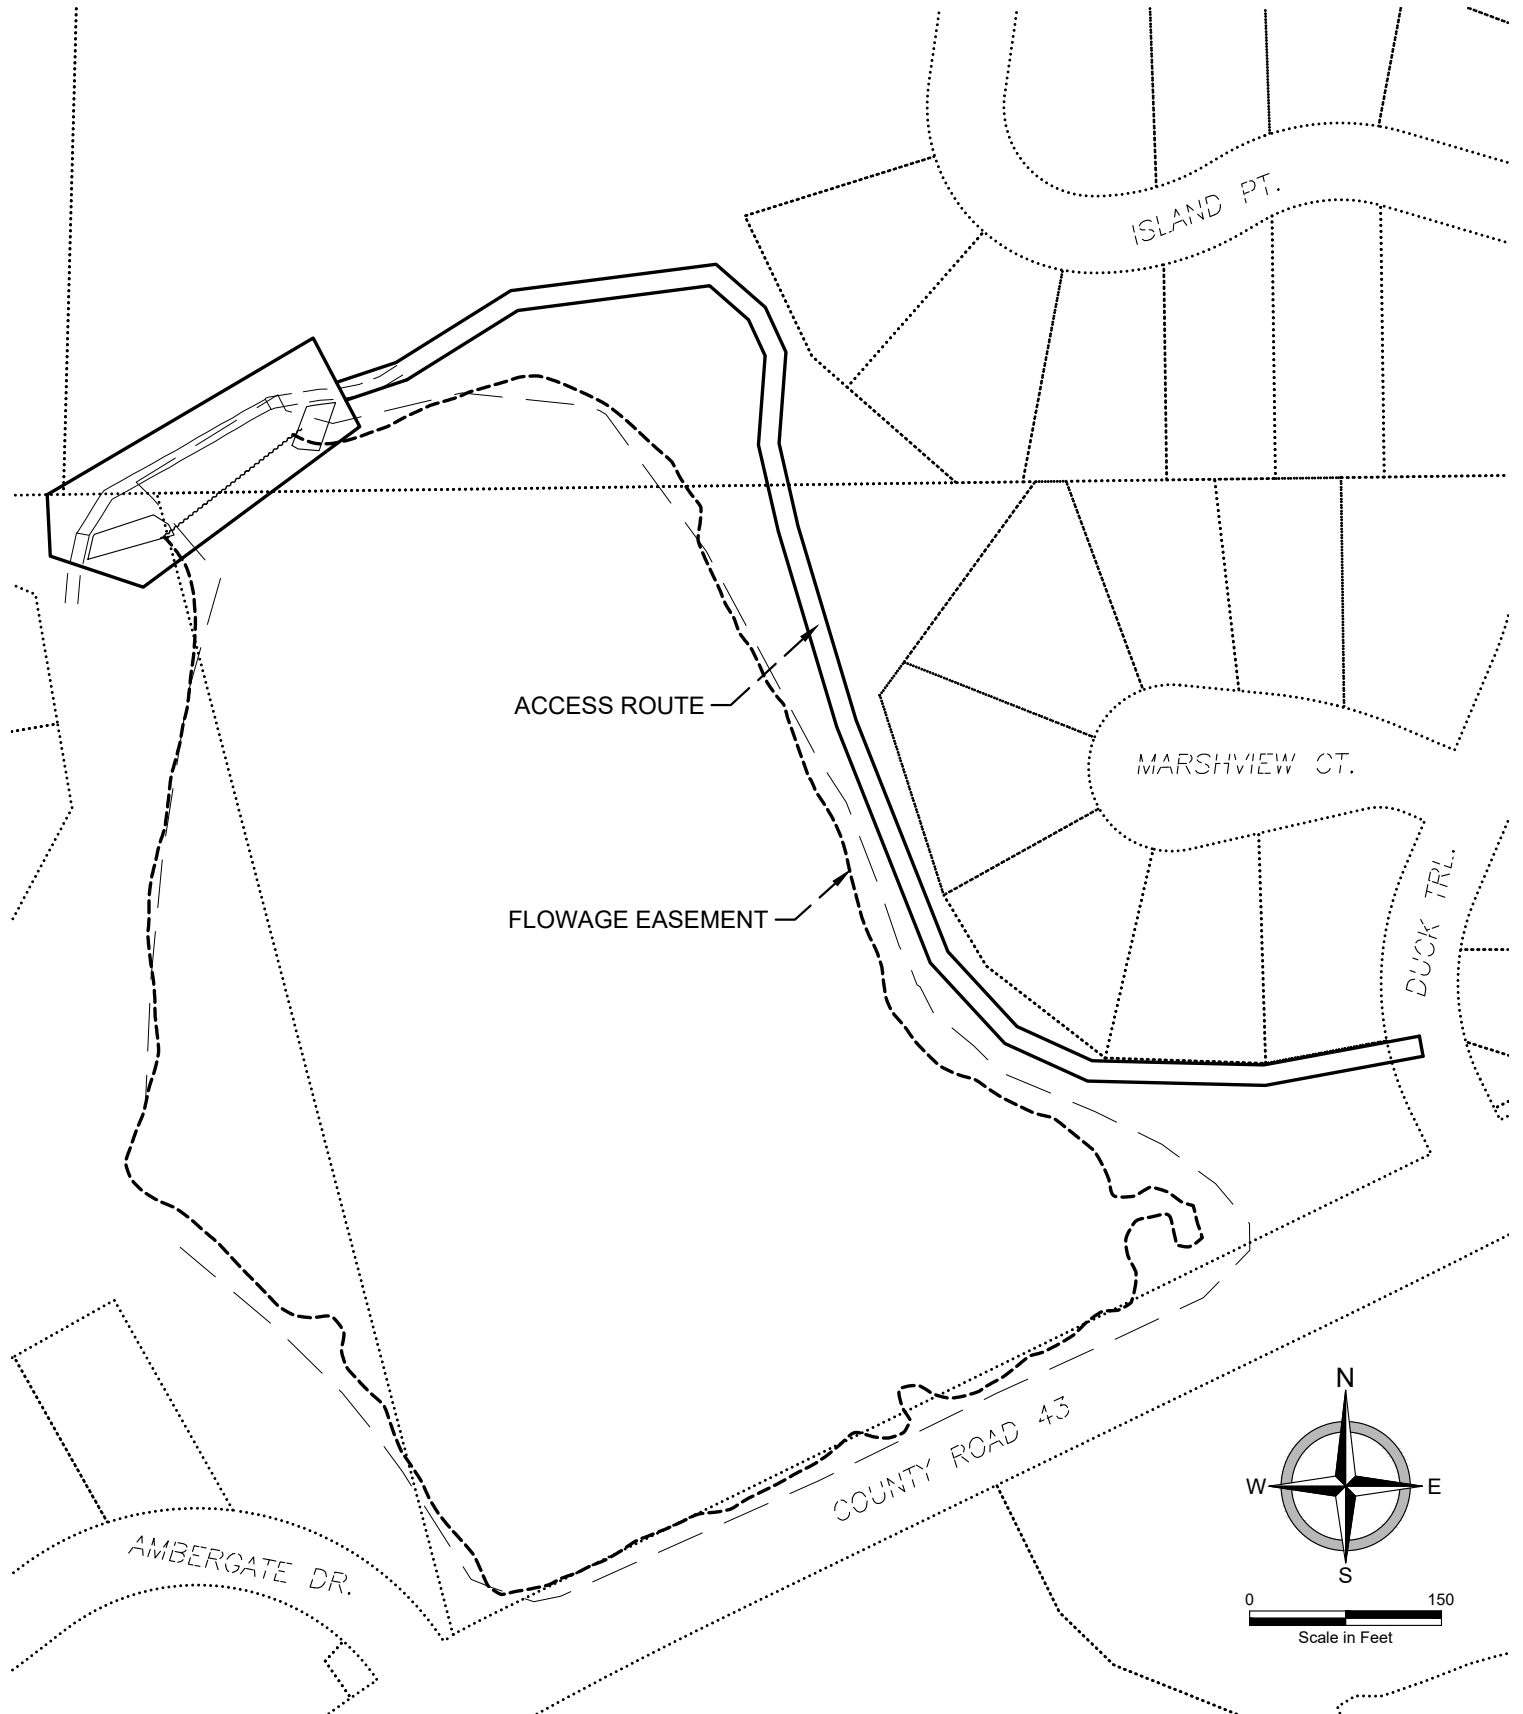 ISLAND PT.
ACCESS ROUTE
MARSHVIEW CT.
DUCK TRL.
FLOWAGE EASEMENT
COUNTY ROAD 43
AMBERGATE DR.
N
W E
S
0 150
Scale in Feet